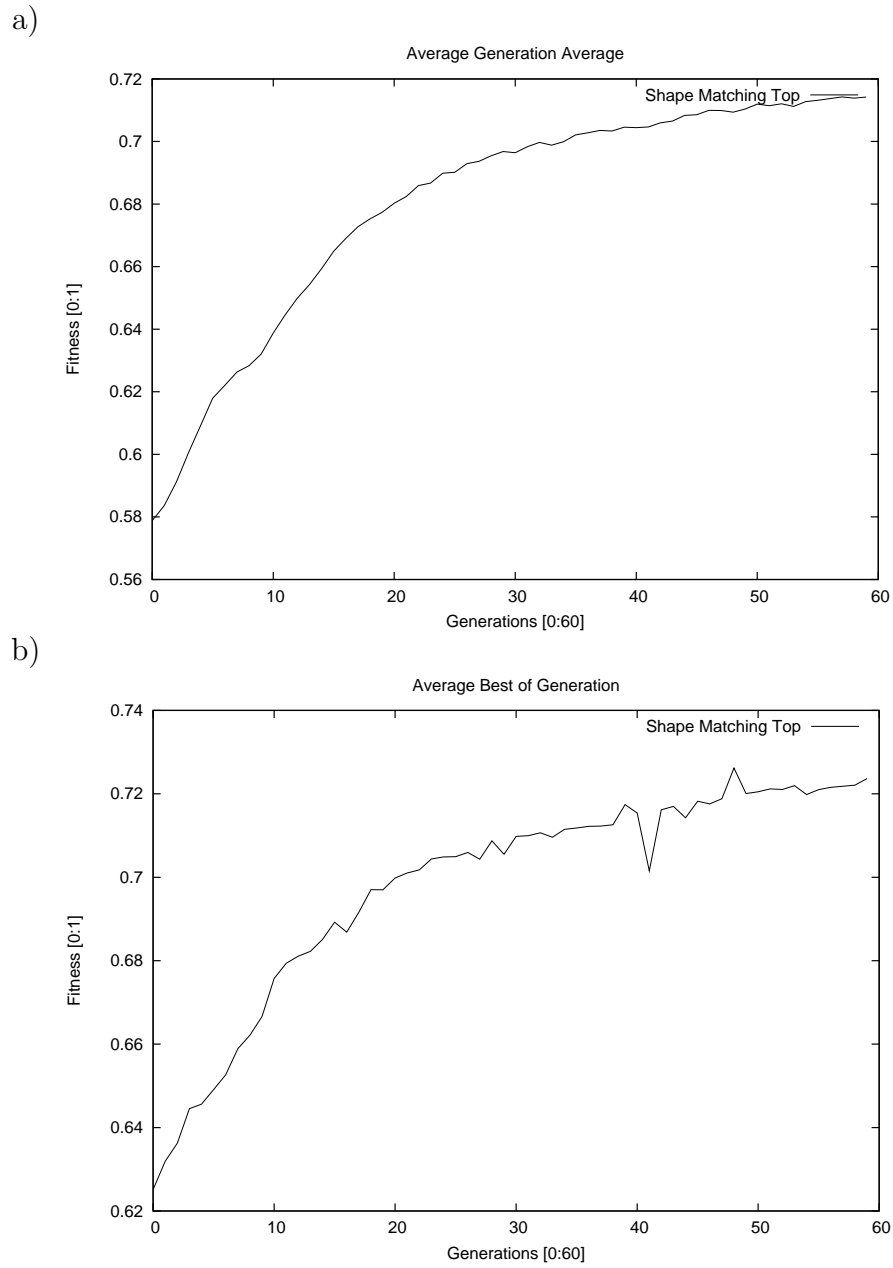 a)
Average Generation Average
0.72
Shape Matching Top
0.7
0.68
0.66
0.64
0.62
0.6
0.58
0.56
Fitness [0:1]
0 10 20 30 40 50 60
Generations [0:60]
b)
Average Best of Generation
0.74
Shape Matching Top
0.72
0.7
0.68
0.66
0.64
0.62
Fitness [0:1]
0 10 20 30 40 50 60
Generations [0:60]